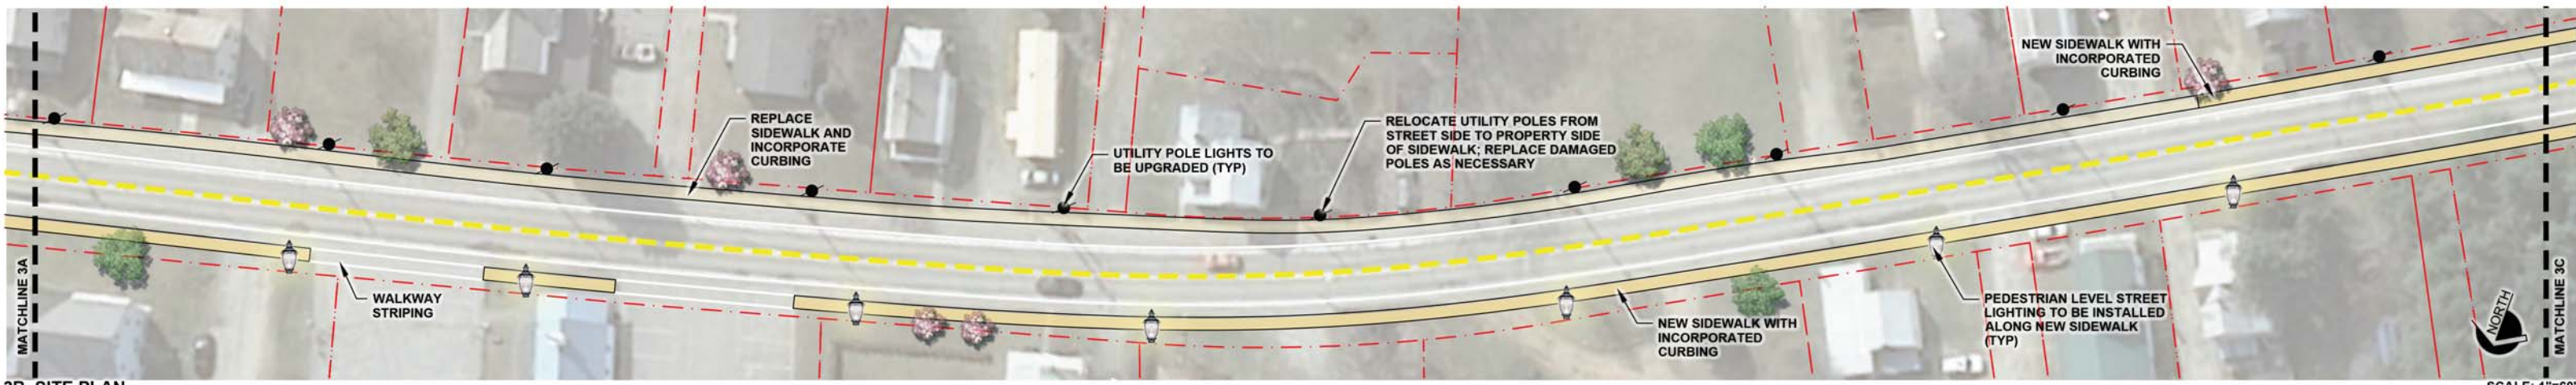 MATCHLINE 3A
WALKWAY
STRIPING
REPLACE
SIDEWALK AND
INCORPORATE
CURBING
UTILITY POLE LIGHTS TO
BE UPGRADED (TYP)
RELOCATE UTILITY POLES FROM
STREET SIDE TO PROPERTY SIDE
OF SIDEWALK; REPLACE DAMAGED
POLES AS NECESSARY
NEW SIDEWALK WITH
INCORPORATED
CURBING
NEW SIDEWALK WITH
INCORPORATED
CURBING
PEDESTRIAN LEVEL STREET
LIGHTING TO BE INSTALLED
ALONG NEW SIDEWALK
(TYP)
NORTH
MATCHLINE 3C
SITE PLAN
SCALE: